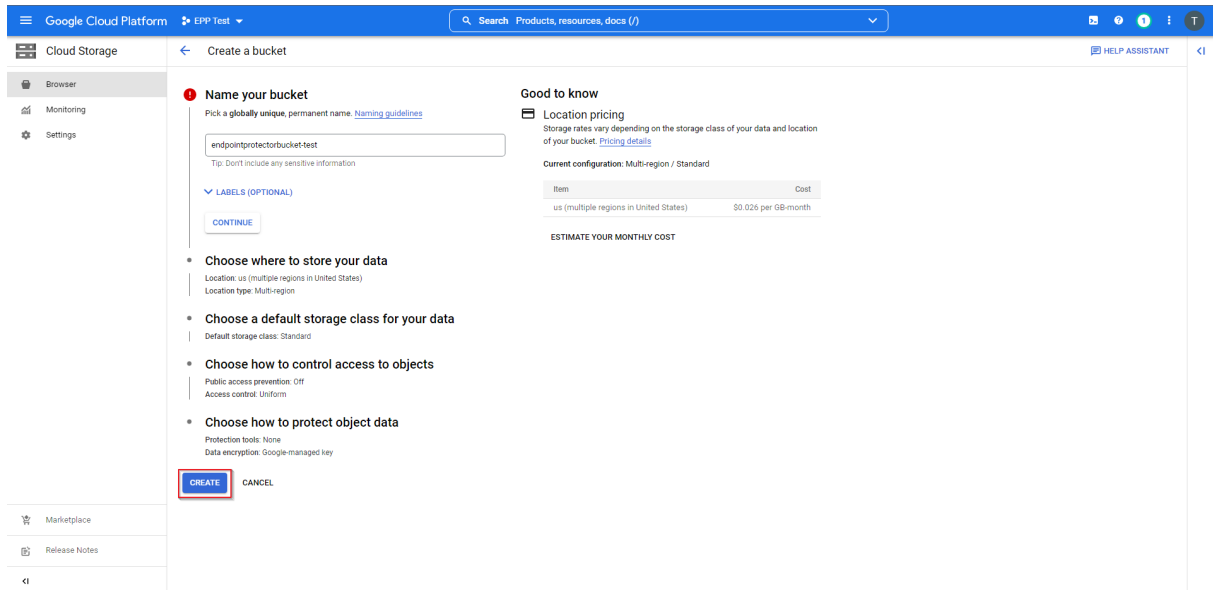 Google Cloud Platform
EPP Test
Search Products, resources, docs (/)
1
T
Cloud Storage
Create a bucket
HELP ASSISTANT
Browser
Monitoring
Settings
Marketplace
Release Notes
Name your bucket
Pick a globally unique, permanent name. Naming guidelines
endpointprotectorbucket-test
Tip: Don't include any sensitive information
LABELS (OPTIONAL)
CONTINUE
Choose where to store your data
Location: us (multiple regions in United States)
Location type: Multi-region
Choose a default storage class for your data
Default storage class: Standard
Choose how to control access to objects
Public access prevention: Off
Access control: Uniform
Choose how to protect object data
Protection tools: None
Data encryption: Google-managed key
CREATE
CANCEL
Good to know
Location pricing
Storage rates vary depending on the storage class of your data and location
of your bucket. Pricing details
Current configuration: Multi-region / Standard
Item Cost
us (multiple regions in United States) $0.026 per GB-month
ESTIMATE YOUR MONTHLY COST